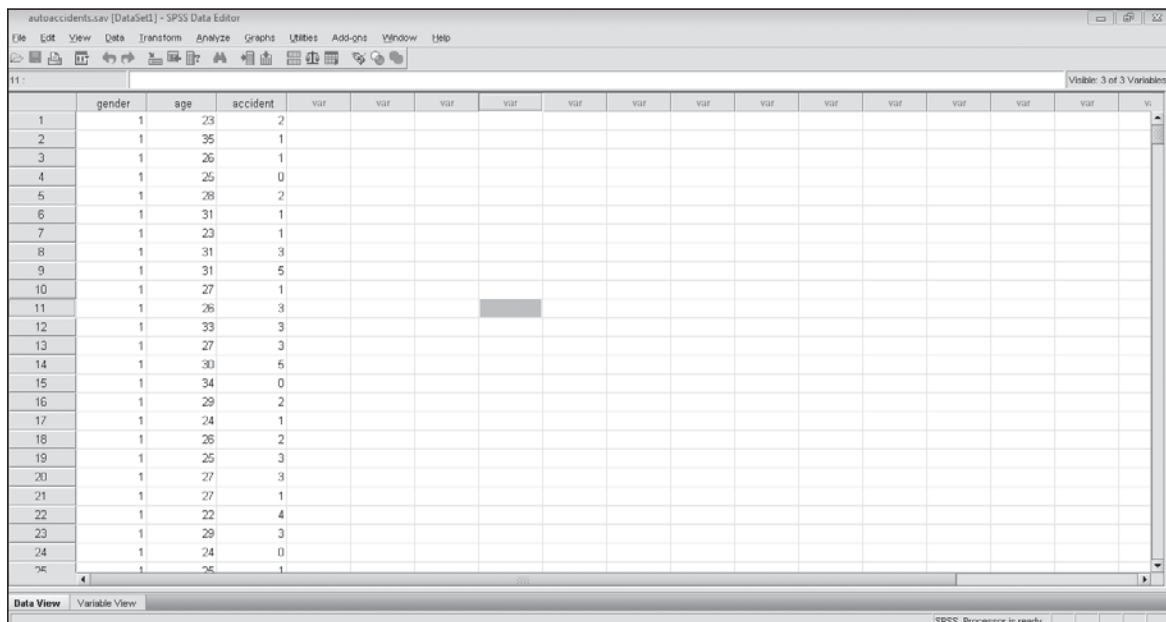 autoaccidents.sav [DataSet1] - SPSS Data Editor
File Edit View Data Transform Analyze Graphs Utilities Add-ons Window Help
11 : Visible: 3 of 3 Variables
gender age accident var var var var var var var var var var var var var va
1 1 23 2
2 1 35 1
3 1 26 1
4 1 25 0
5 1 28 2
6 1 31 1
7 1 23 1
8 1 31 3
9 1 31 5
10 1 27 1
11 1 26 3
12 1 33 3
13 1 27 3
14 1 30 5
15 1 34 0
16 1 29 2
17 1 24 1
18 1 26 2
19 1 25 3
20 1 27 3
21 1 27 1
22 1 22 4
23 1 29 3
24 1 24 0
25 1 25 1
Data View Variable View
SPSS Processor is ready